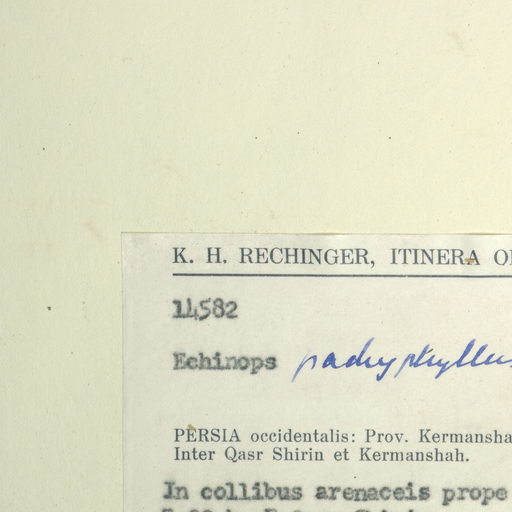 K. H. RECHINGER, ITINERA
14582
Echinops pachyphyllus
PERSIA occidentalis: Prov. Kermansha
Inter Qasr Shirin et Kermanshah.
In collibus arenaceis prope